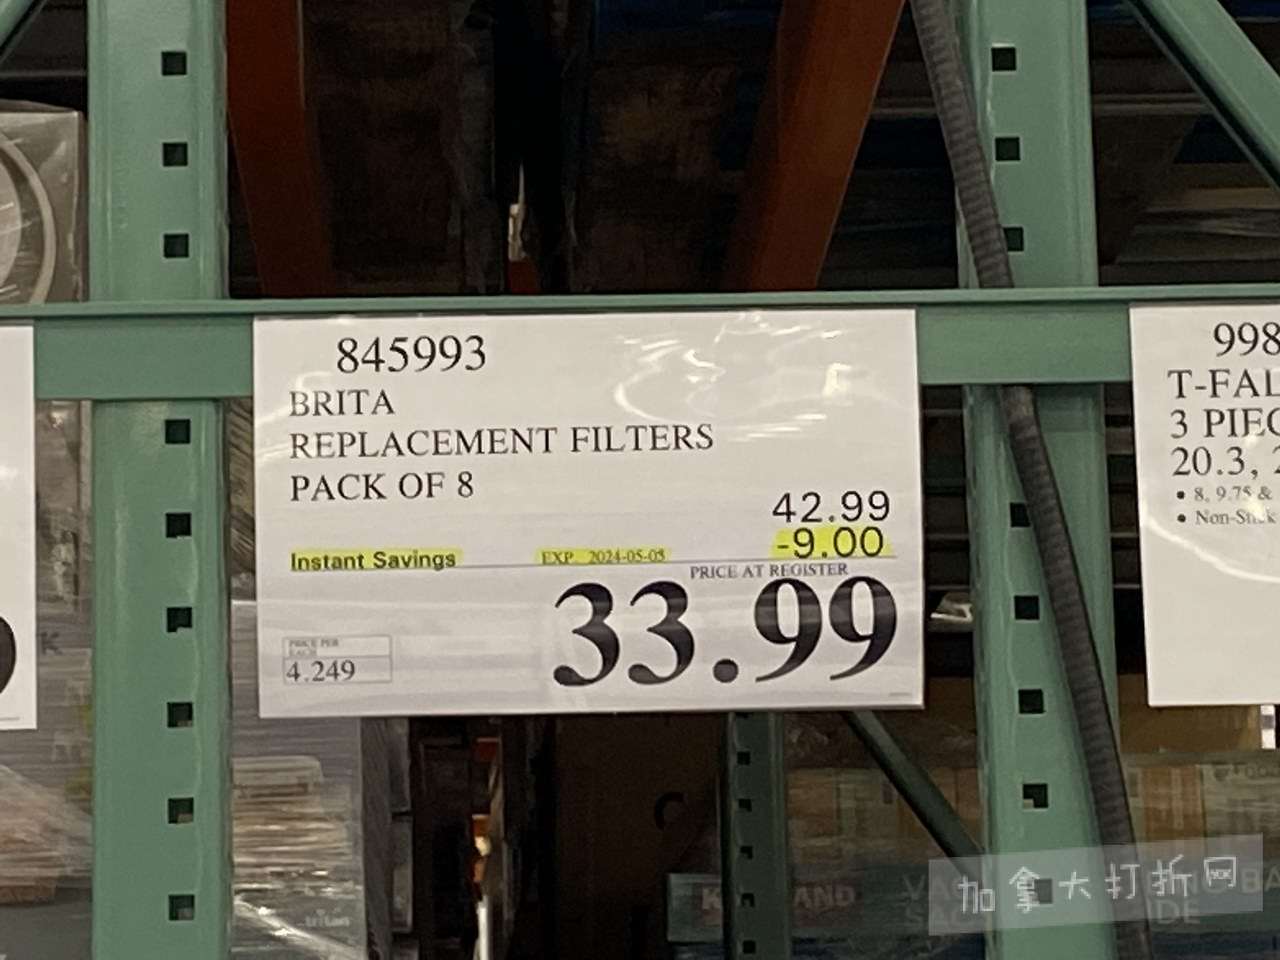 845993
BRITA
REPLACEMENT FILTERS
PACK OF 8
42.99
Instant Savings EXP. 2024-05-05 -9.00
PRICE AT REGISTER
33.99
PRICE PER
EACH
4.249
998
T-FAL
3 PIEC
20.3, 2
• 8, 9.75 &
• Non-Stick
加拿大打折网